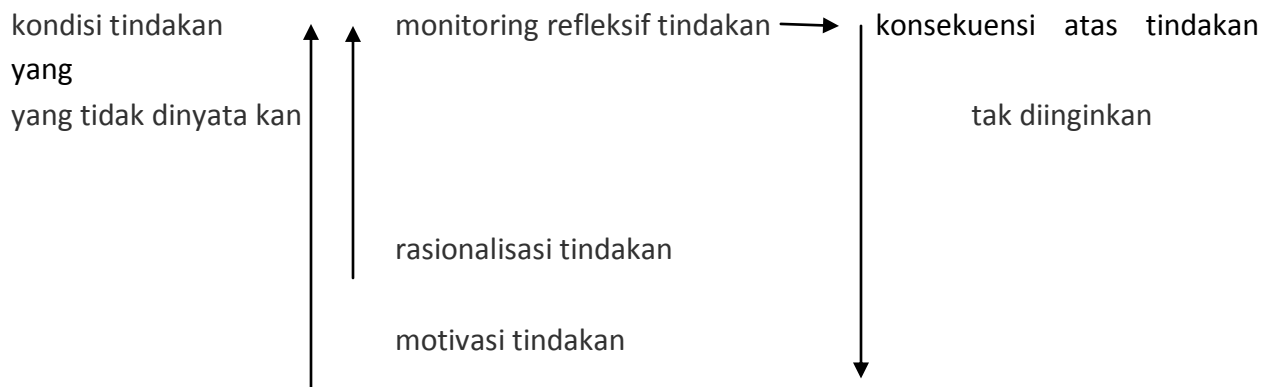 kondisi tindakan monitoring refleksif tindakan konsekuensi atas tindakan
yang
yang tidak dinyata kan tak diinginkan
rasionalisasi tindakan
motivasi tindakan